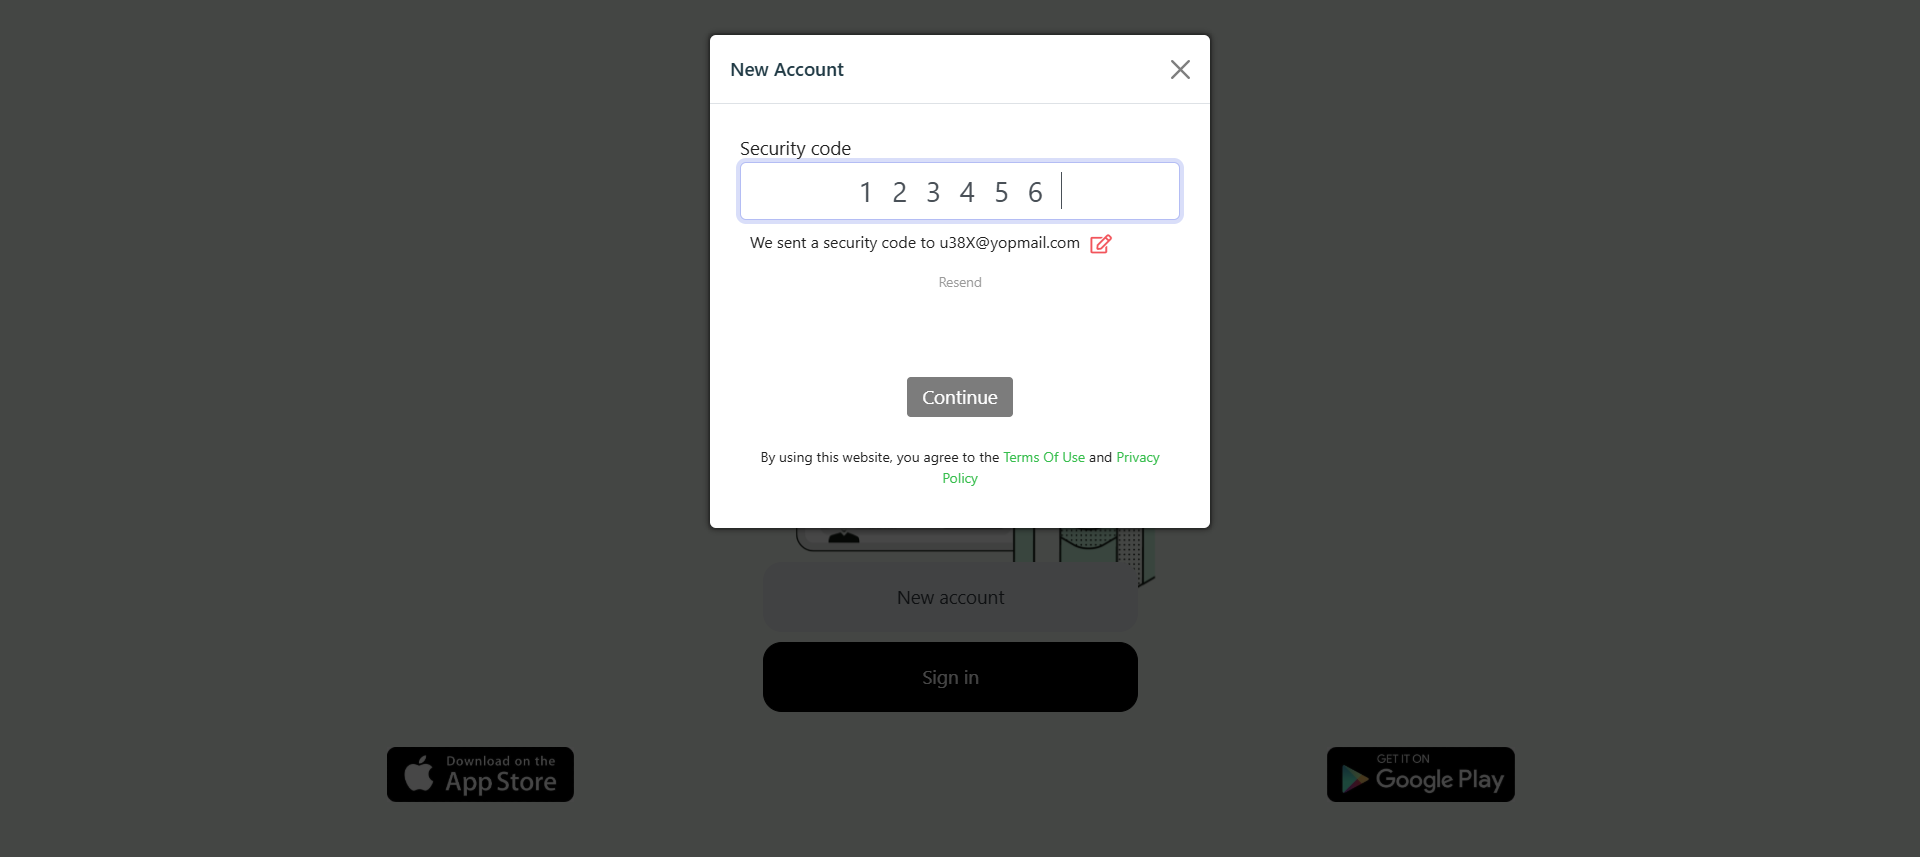 New Account
Security code
1 2 3 4 5 6
We sent a security code to u38X@yopmail.com
Resend
Continue
By using this website, you agree to the Terms Of Use and Privacy
Policy
New account
Sign in
Download on the
App Store
GET IT ON
Google Play